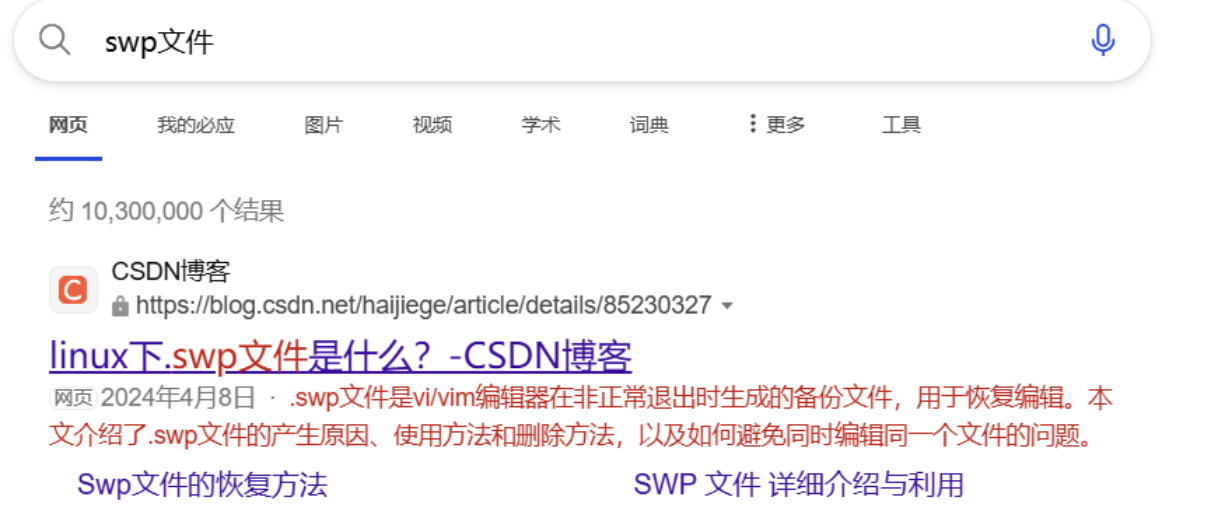 swp文件
网页 我的必应 图片 视频 学术 词典 更多 工具
约 10,300,000 个结果
CSDN博客
https://blog.csdn.net/haijiege/article/details/85230327
linux下.swp文件是什么？-CSDN博客
网页 2024年4月8日 · .swp文件是vi/vim编辑器在非正常退出时生成的备份文件，用于恢复编辑。本
文介绍了.swp文件的产生原因、使用方法和删除方法，以及如何避免同时编辑同一个文件的问题。
Swp文件的恢复方法 SWP 文件 详细介绍与利用